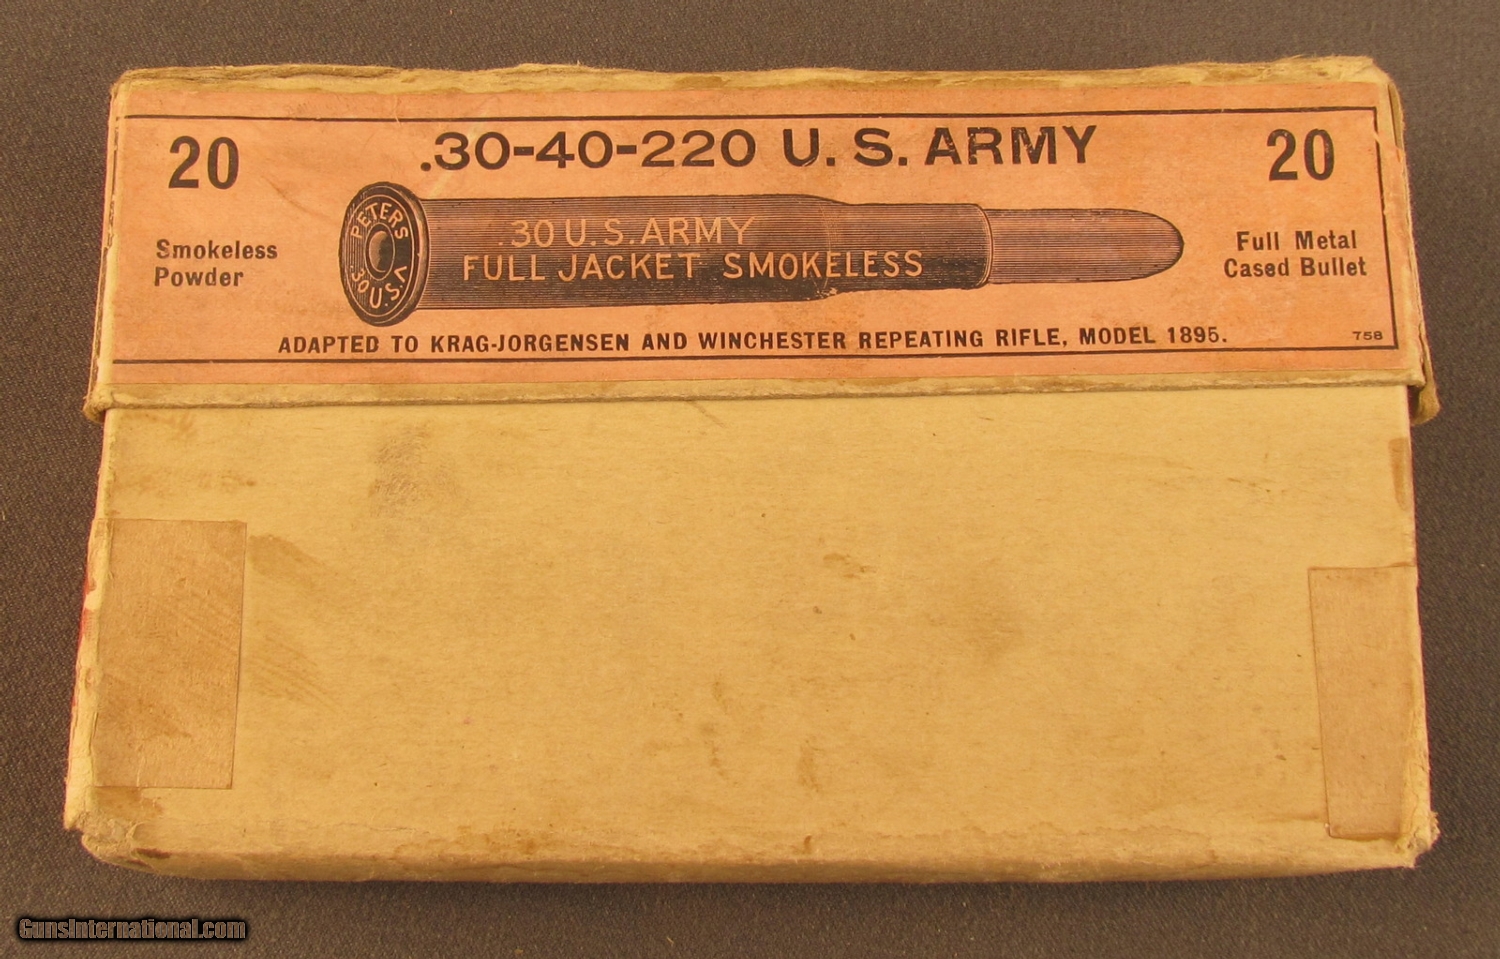 .30-40-220 U. S. ARMY
20
20
Smokeless
Powder
PETERS
.30 U.S.A
.30 U.S. ARMY
FULL JACKET SMOKELESS
Full Metal
Cased Bullet
ADAPTED TO KRAG-JORGENSEN AND WINCHESTER REPEATING RIFLE, MODEL 1895.
758
GunsInternational.com